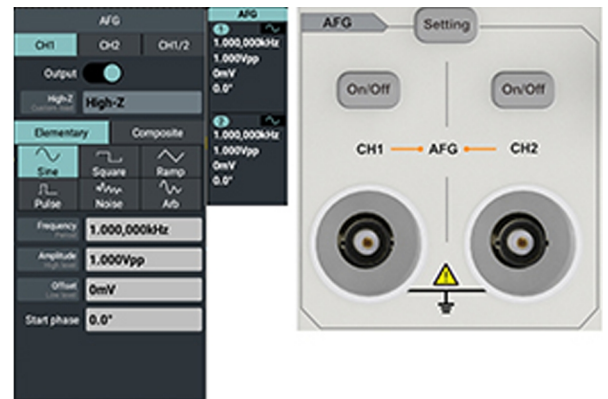 AFG
CH1 CH2 CH1/2
Output
High-Z High-Z
Custom load
Elementary Composite
Sine Square Ramp
Pulse Noise Arb
Frequency 1.000,000kHz
Period
Amplitude 1.000Vpp
High level
Offset 0mV
Low level
Start phase 0.0°
AFG
1
1.000,000kHz
1.000Vpp
0mV
0.0°
2
1.000,000kHz
1.000Vpp
0mV
0.0°
AFG Setting
On/Off On/Off
CH1 AFG CH2